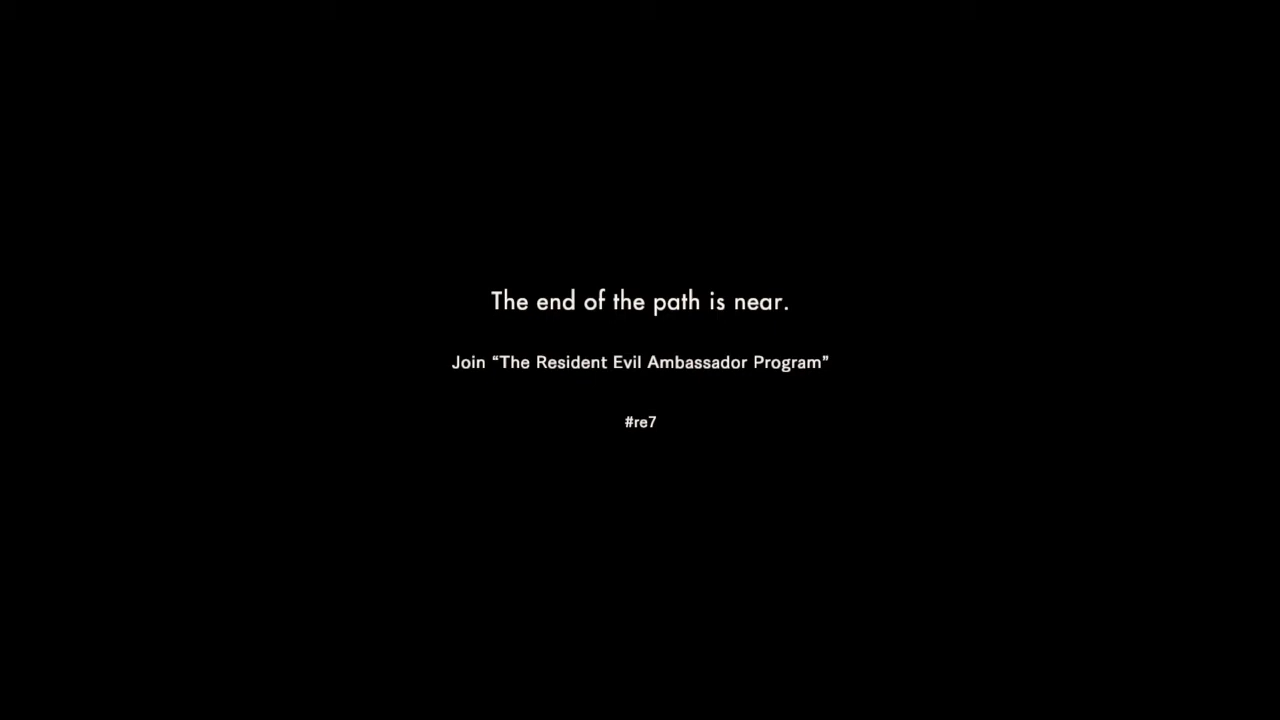 The end of the path is near.
Join “The Resident Evil Ambassador Program”
#re7